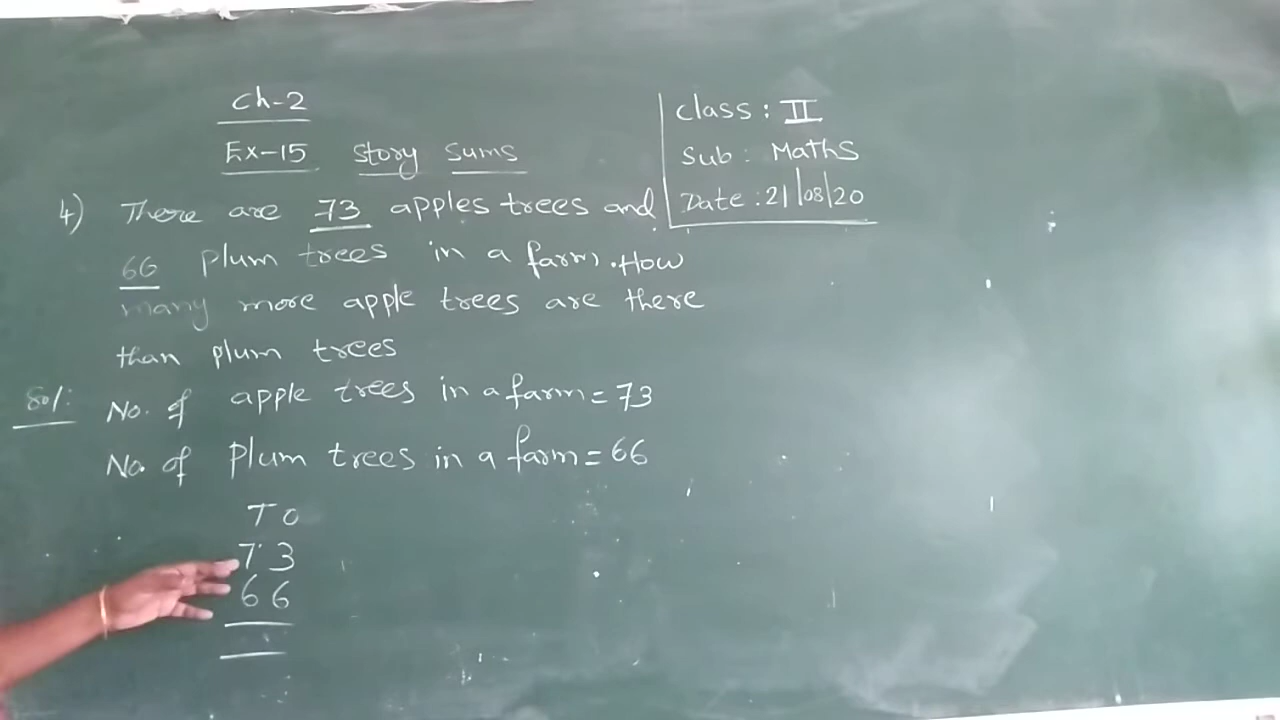 Ch-2
Ex-15 Story Sums
Class : II
Sub : Maths
Date : 21/08/20
4) There are 73 apples trees and
66 plum trees in a farm. How
many more apple trees are there
than plum trees
Sol: No. of apple trees in a farm = 73
No. of Plum trees in a farm = 66
T O
7 3
6 6